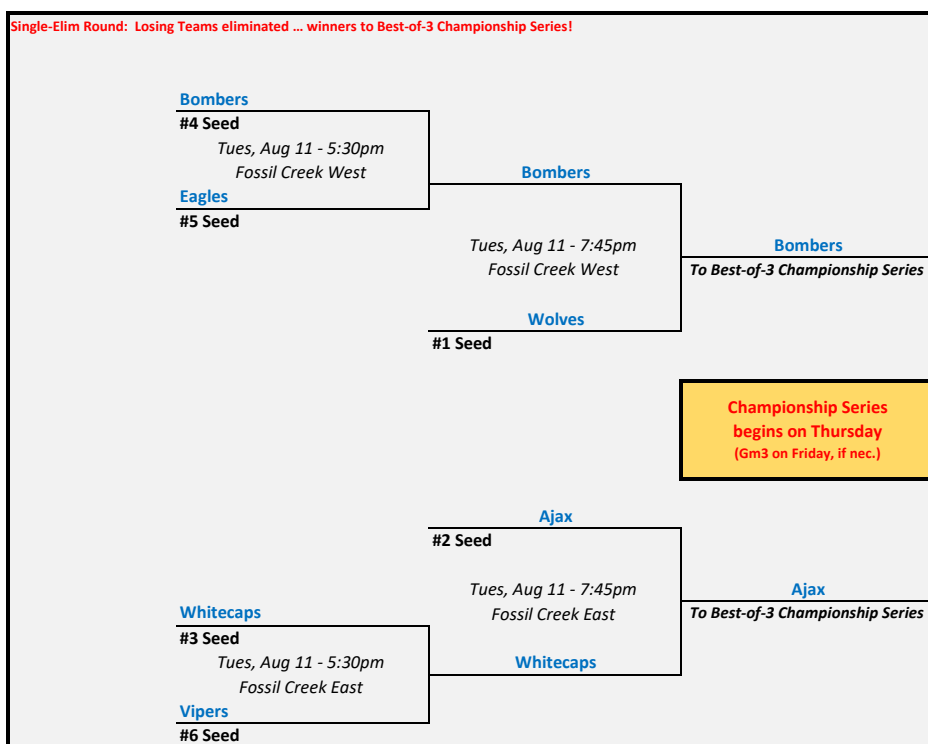 Single-Elim Round:  Losing Teams eliminated … winners to Best-of-3 Championship Series!
Bombers
#4 Seed
Tues, Aug 11 - 5:30pm
Fossil Creek West
Bombers
Eagles
#5 Seed
Tues, Aug 11 - 7:45pm
Fossil Creek West
Bombers
To Best-of-3 Championship Series
Wolves
#1 Seed
Championship Series
begins on Thursday
(Gm3 on Friday, if nec.)
Ajax
#2 Seed
Tues, Aug 11 - 7:45pm
Fossil Creek East
Ajax
To Best-of-3 Championship Series
Whitecaps
#3 Seed
Tues, Aug 11 - 5:30pm
Fossil Creek East
Whitecaps
Vipers
#6 Seed